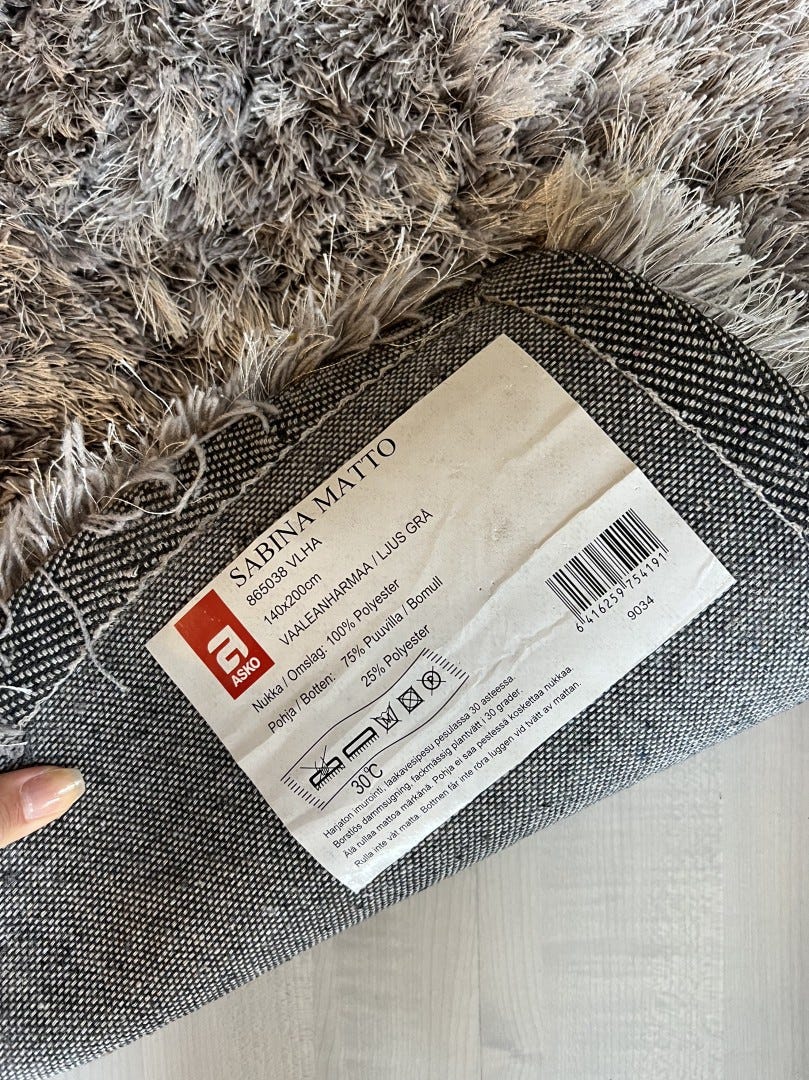 SABINA MATTO
865038 VLHA
140x200cm
VAALEANHARMAA / LJUS GRÅ
Nukka / Omslag: 100% Polyester
Pohja / Botten: 75% Puuvilla / Bomull
25% Polyester
ASKO
30°C
Harjaton imurointi, laakavesipesu pesulassa 30 asteessa.
Borstlös dammsugning, fackmässig plantvätt i 30 grader.
Älä rullaa mattoa märkänä. Pohja ei saa pestessä koskettaa nukkaa.
Rulla inte våt matta. Bottnen får inte röra luggen vid tvätt av mattan.
6 416259 754191
9034